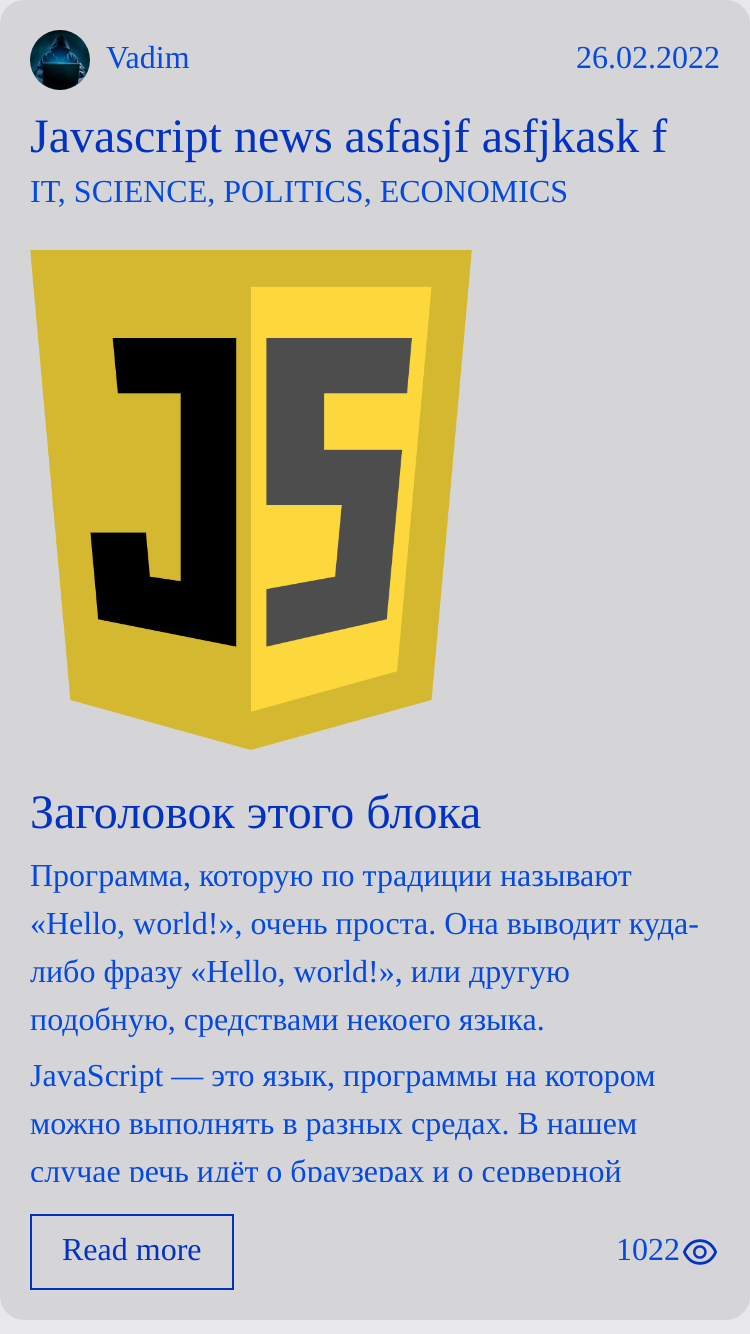 Vadim
26.02.2022
Javascript news asfasjf asfjkask f
IT, SCIENCE, POLITICS, ECONOMICS
JS
Заголовок этого блока
Программа, которую по традиции называют
«Hello, world!», очень проста. Она выводит куда-
либо фразу «Hello, world!», или другую
подобную, средствами некоего языка.
JavaScript — это язык, программы на котором
можно выполнять в разных средах. В нашем
случае речь идёт о браузерах и о серверной
Read more
1022